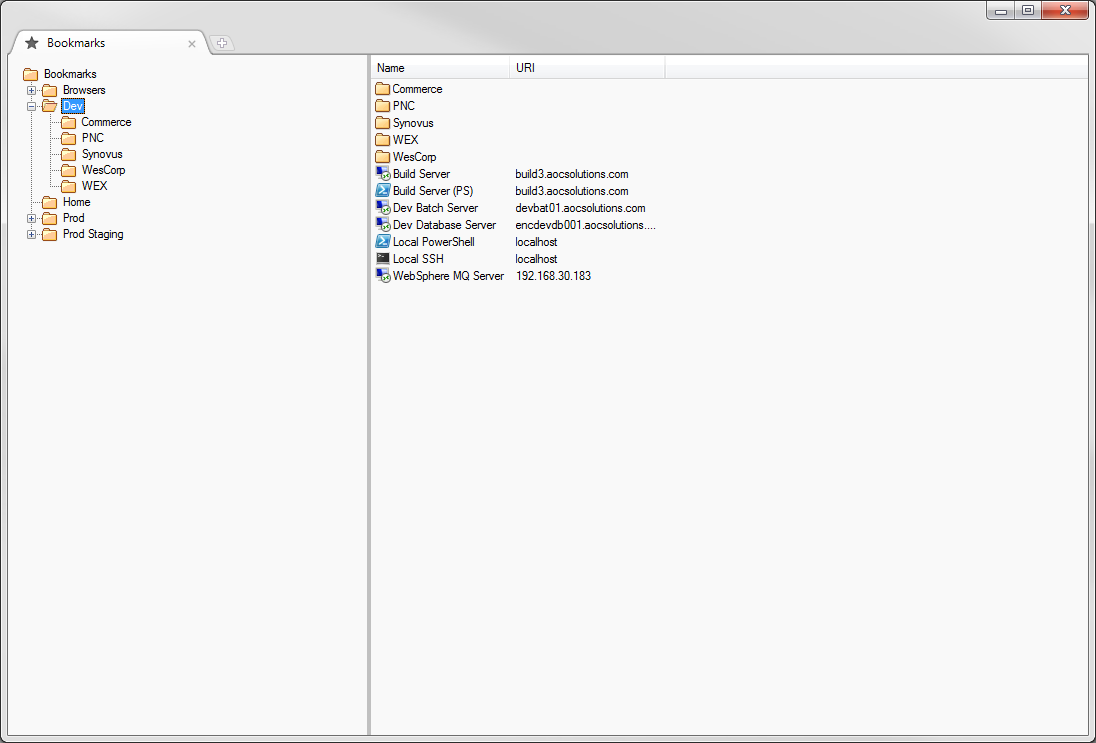 Bookmarks
Bookmarks
Browsers
Dev
Commerce
PNC
Synovus
WesCorp
WEX
Home
Prod
Prod Staging
Name URI
Commerce
PNC
Synovus
WEX
WesCorp
Build Server build3.aocsolutions.com
Build Server (PS) build3.aocsolutions.com
Dev Batch Server devbat01.aocsolutions.com
Dev Database Server encdevdb001.aocsolutions....
Local PowerShell localhost
Local SSH localhost
WebSphere MQ Server 192.168.30.183